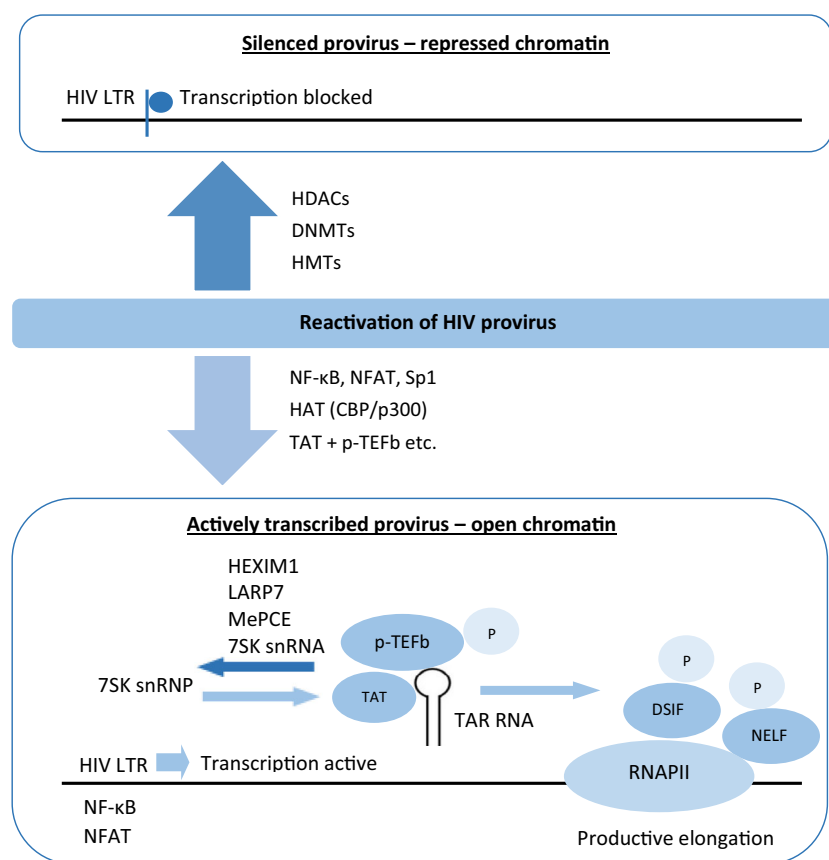 Silenced provirus – repressed chromatin
HIV LTR Transcription blocked
HDACs
DNMTs
HMTs
Reactivation of HIV provirus
NF-κB, NFAT, Sp1
HAT (CBP/p300)
TAT + p-TEFb etc.
Actively transcribed provirus – open chromatin
HEXIM1
LARP7
MePCE
7SK snRNA
p-TEFb
P
7SK snRNP
TAT
TAR RNA
P
P
DSIF
NELF
RNAPII
HIV LTR Transcription active
NF-κB
NFAT
Productive elongation